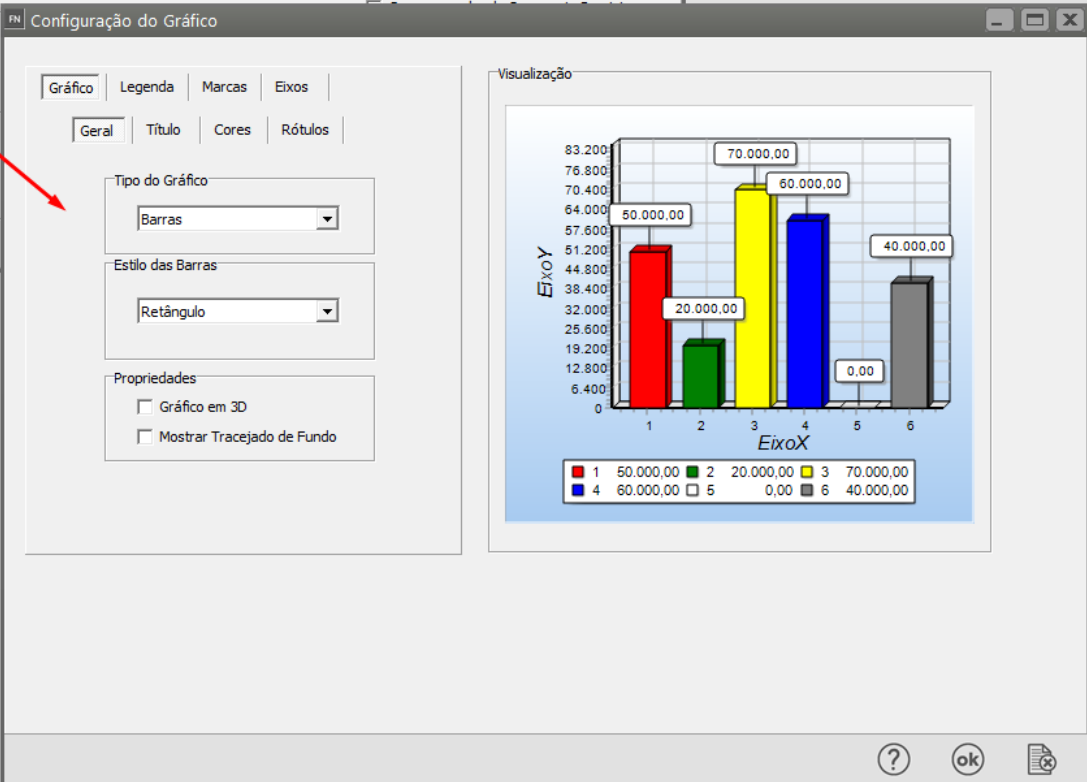 FN Configuração do Gráfico
Gráfico Legenda Marcas Eixos
Geral Título Cores Rótulos
Tipo do Gráfico
Barras
Estilo das Barras
Retângulo
Propriedades
Gráfico em 3D
Mostrar Tracejado de Fundo
Visualização
83.200
76.800
70.400
64.000
57.600
51.200
44.800
38.400
32.000
25.600
19.200
12.800
6.400
0
EixoY
50.000,00
20.000,00
70.000,00
60.000,00
0,00
40.000,00
1 2 3 4 5 6
EixoX
1 50.000,00 2 20.000,00 3 70.000,00
4 60.000,00 5 0,00 6 40.000,00
? ok